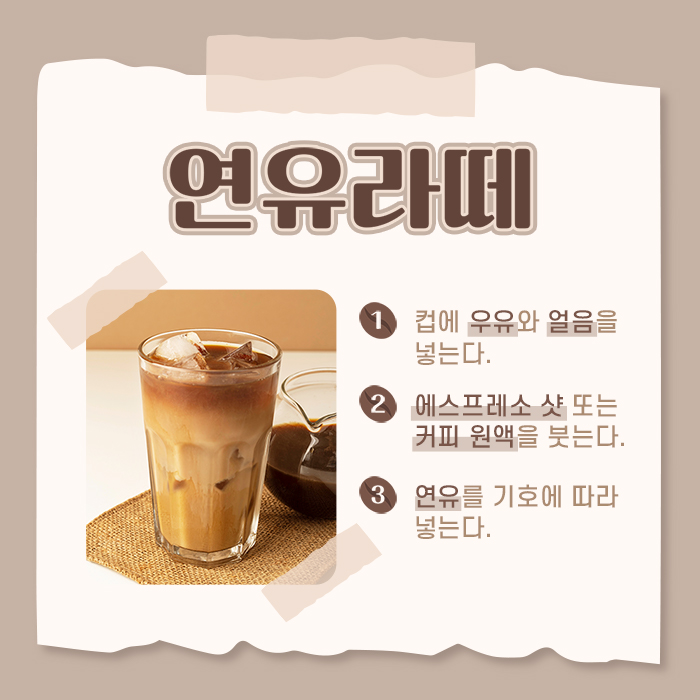 연유라떼
1 컵에 우유와 얼음을
넣는다.
2 에스프레소 샷 또는
커피 원액을 붓는다.
3 연유를 기호에 따라
넣는다.